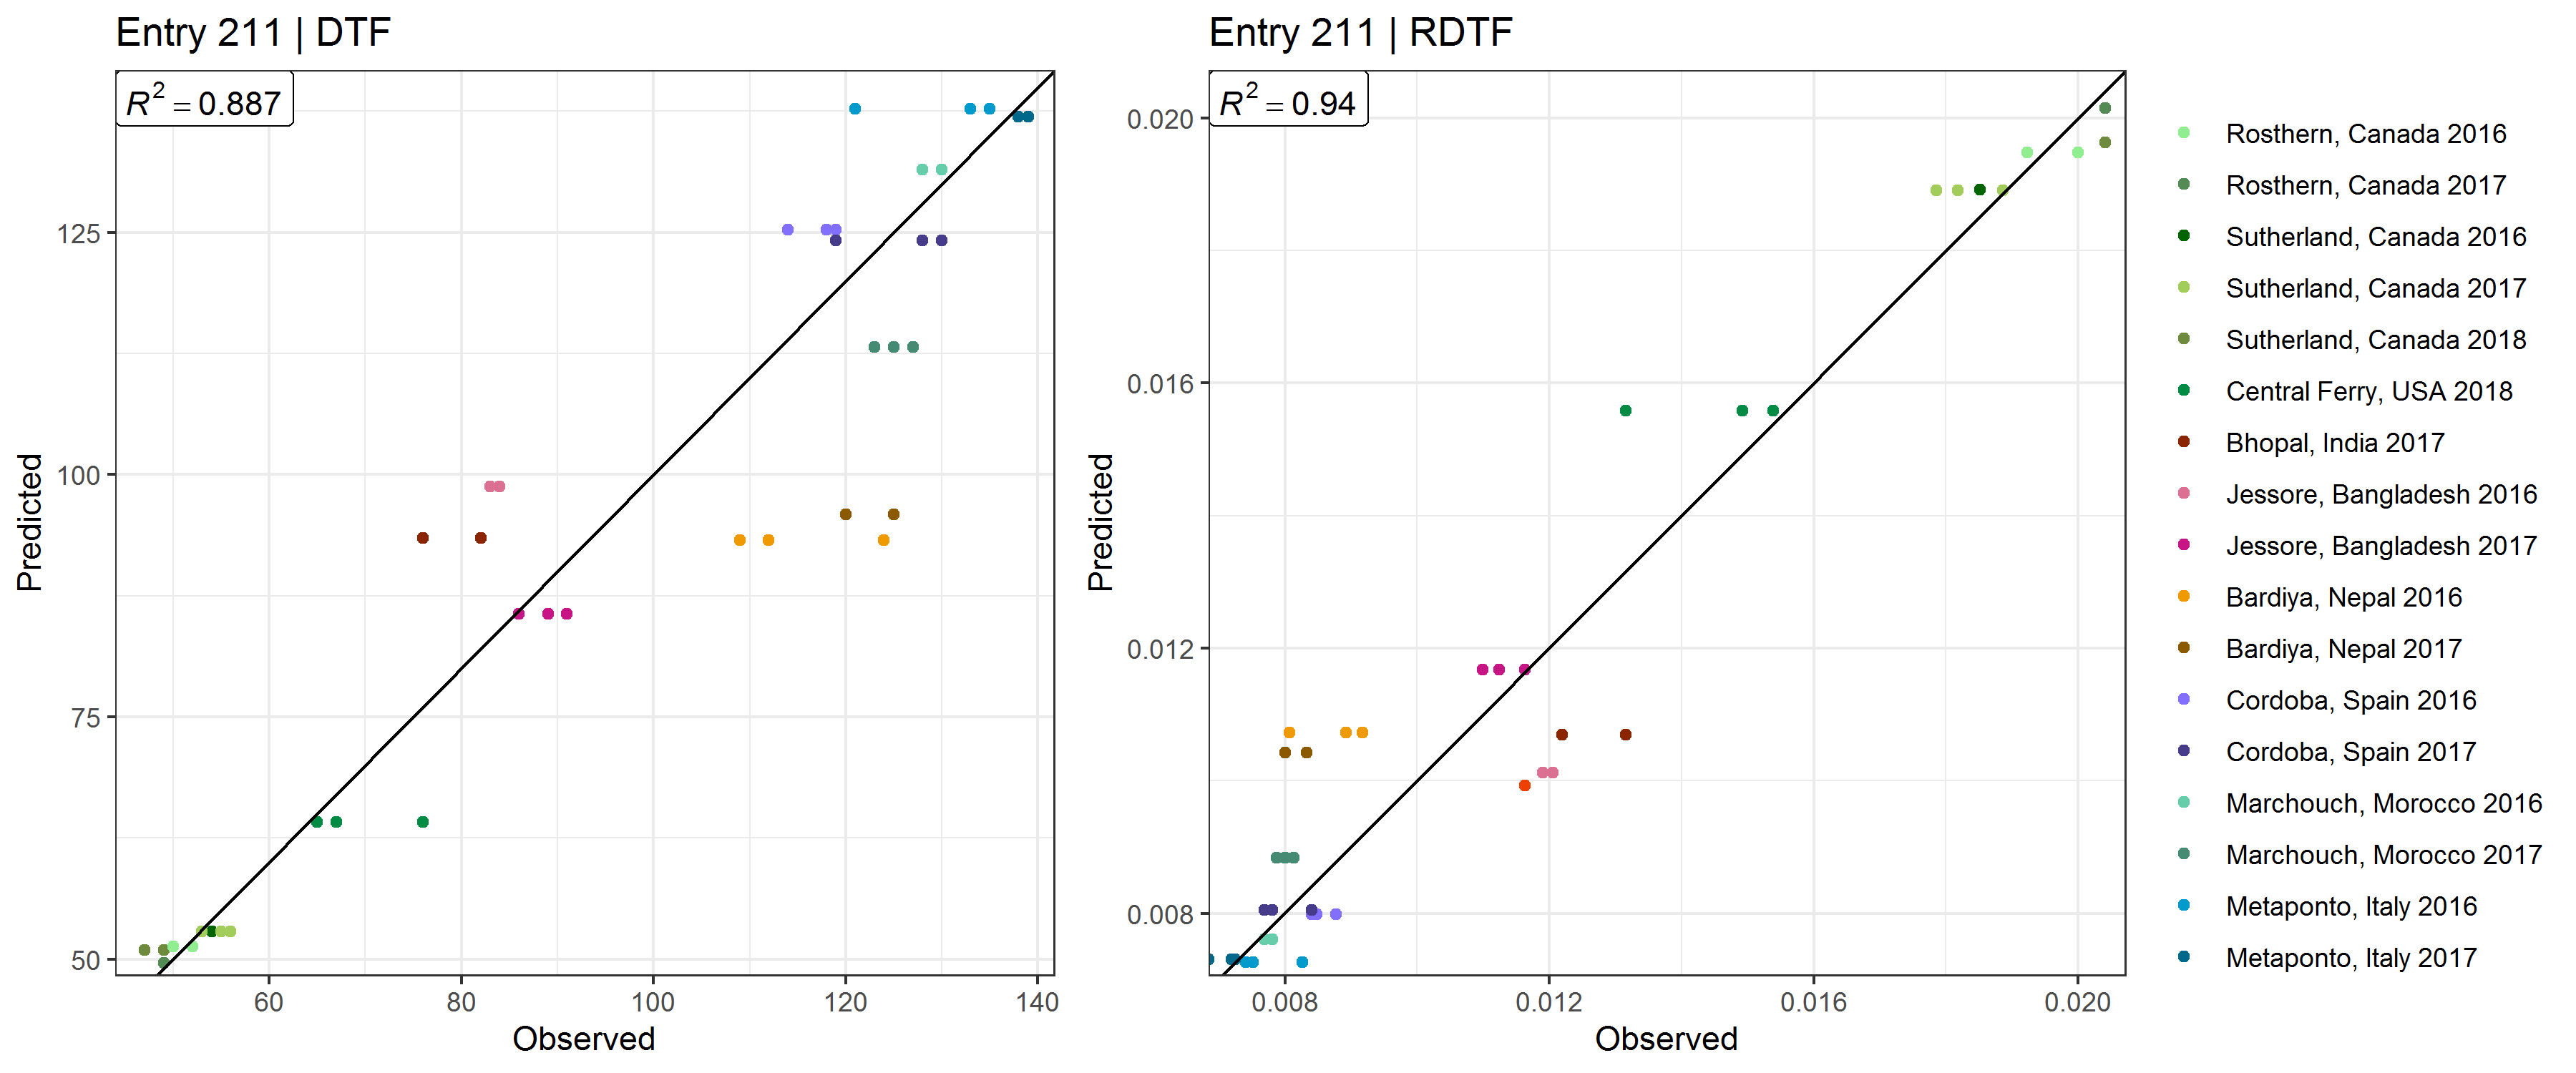 Entry 211 | DTF
R² = 0.887
125
100
75
50
60 80 100 120 140
Observed
Predicted
Entry 211 | RDTF
R² = 0.94
0.020
0.016
0.012
0.008
0.008 0.012 0.016 0.020
Observed
Predicted
Rosthern, Canada 2016
Rosthern, Canada 2017
Sutherland, Canada 2016
Sutherland, Canada 2017
Sutherland, Canada 2018
Central Ferry, USA 2018
Bhopal, India 2017
Jessore, Bangladesh 2016
Jessore, Bangladesh 2017
Bardiya, Nepal 2016
Bardiya, Nepal 2017
Cordoba, Spain 2016
Cordoba, Spain 2017
Marchouch, Morocco 2016
Marchouch, Morocco 2017
Metaponto, Italy 2016
Metaponto, Italy 2017